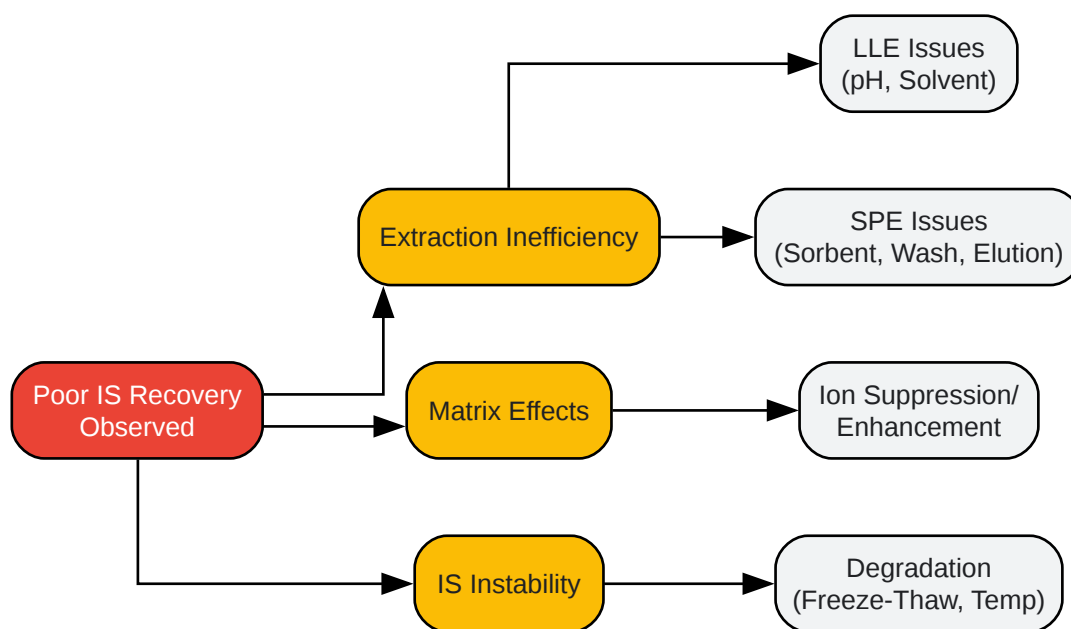 LLE Issues
(pH, Solvent)
Extraction Inefficiency
SPE Issues
(Sorbent, Wash, Elution)
Poor IS Recovery
Observed
Matrix Effects
Ion Suppression/
Enhancement
IS Instability
Degradation
(Freeze-Thaw, Temp)